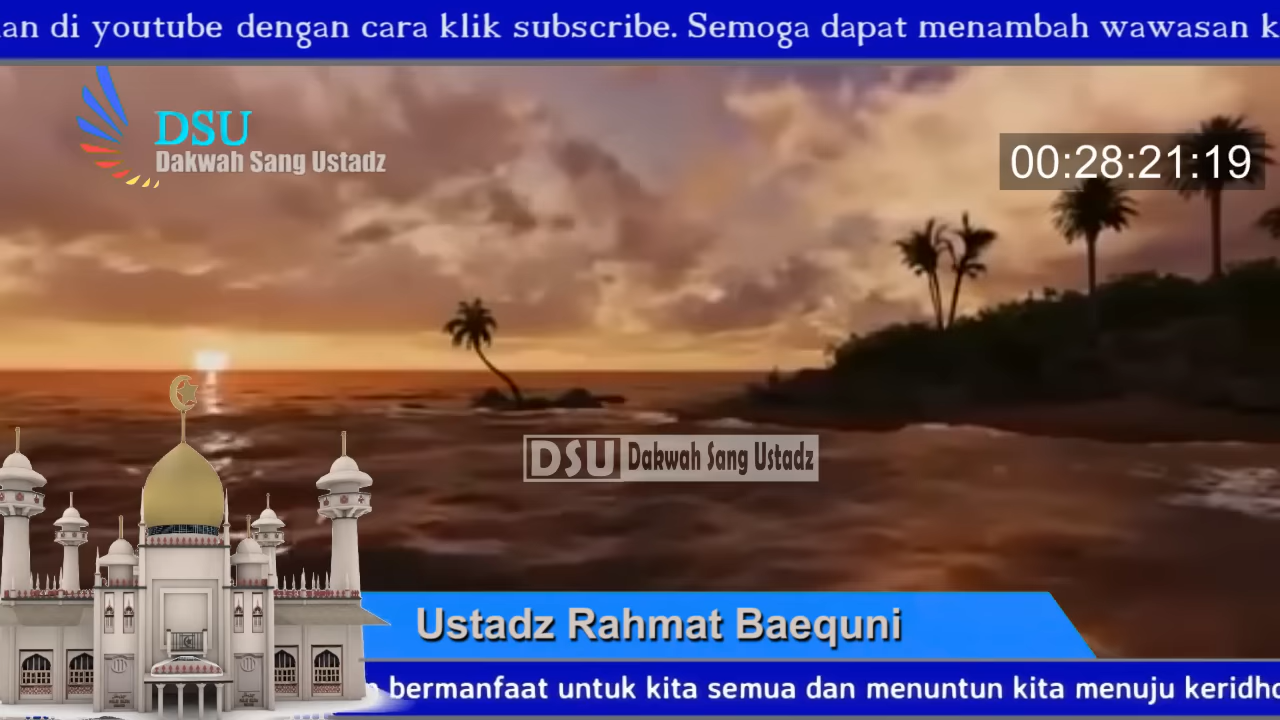 an di youtube dengan cara klik subscribe. Semoga dapat menambah wawasan k
DSU
Dakwah Sang Ustadz
00:28:21:19
DSU Dakwah Sang Ustadz
Ustadz Rahmat Baequni
bermanfaat untuk kita semua dan menuntun kita menuju keridho